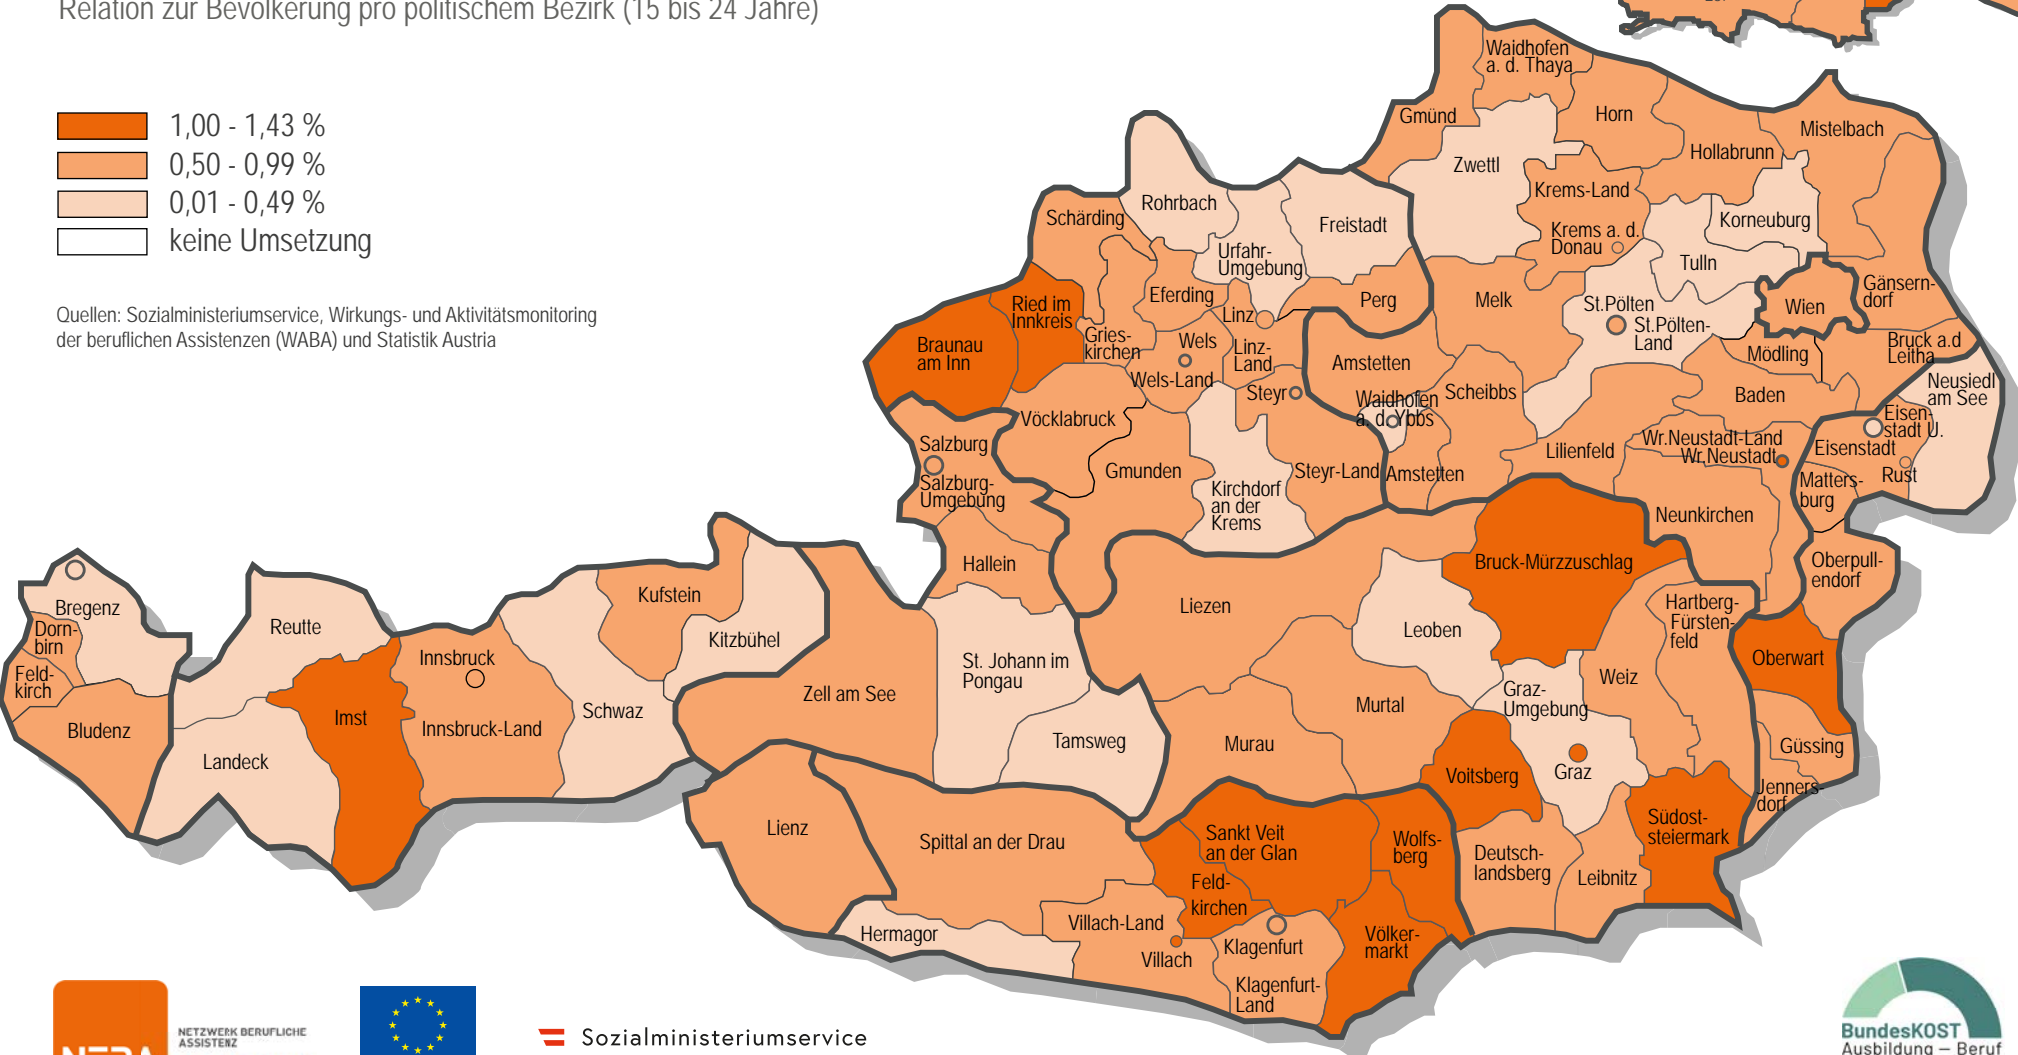 Relation zur Bevölkerung pro politischem Bezirk (15 bis 24 Jahre)
1,00 - 1,43 %
0,50 - 0,99 %
0,01 - 0,49 %
keine Umsetzung
Quellen: Sozialministeriumservice, Wirkungs- und Aktivitätsmonitoring
der beruflichen Assistenzen (WABA) und Statistik Austria
Waidhofen
a. d. Thaya
Gmünd
Horn
Mistelbach
Hollabrunn
Zwettl
Krems-Land
Krems a. d.
Donau
Korneuburg
Tulln
Gänsern-
dorf
Wien
Rohrbach
Schärding
Freistadt
Urfahr-
Umgebung
Eferding
Perg
Melk
St.Pölten
St.Pölten-
Land
Ried im
Innkreis
Linz
Gries-
kirchen
Wels
Linz-
Land
Mödling
Bruck a.d
Leitha
Braunau
am Inn
Wels-Land
Amstetten
Steyr
Scheibbs
Baden
Neusiedl
am See
Waidhofen
a. d. Ybbs
Vöcklabruck
Eisen-
stadt U.
Salzburg
Wr.Neustadt-Land
Wr.Neustadt
Eisenstadt
Lilienfeld
Gmunden
Steyr-Land
Amstetten
Rust
Salzburg-
Umgebung
Kirchdorf
an der
Krems
Matters-
burg
Neunkirchen
Hallein
Bruck-Mürzzuschlag
Oberpull-
endorf
Bregenz
Kufstein
Liezen
Hartberg-
Fürsten-
feld
Dorn-
birn
Reutte
Kitzbühel
Leoben
Innsbruck
St. Johann im
Pongau
Oberwart
Feld-
kirch
Zell am See
Weiz
Graz-
Umgebung
Imst
Schwaz
Murtal
Bludenz
Innsbruck-Land
Tamsweg
Murau
Güssing
Landeck
Voitsberg
Graz
Jenners-
dorf
Lienz
Spittal an der Drau
Sankt Veit
an der Glan
Wolfs-
berg
Südost-
steiermark
Deutsch-
landsberg
Leibnitz
Feld-
kirchen
Villach-Land
Hermagor
Klagenfurt
Völker-
markt
Villach
Klagenfurt-
Land
NETZWERK BERUFLICHE
ASSISTENZ
NEBA
Sozialministeriumservice
BundesKOST
Ausbildung – Beruf